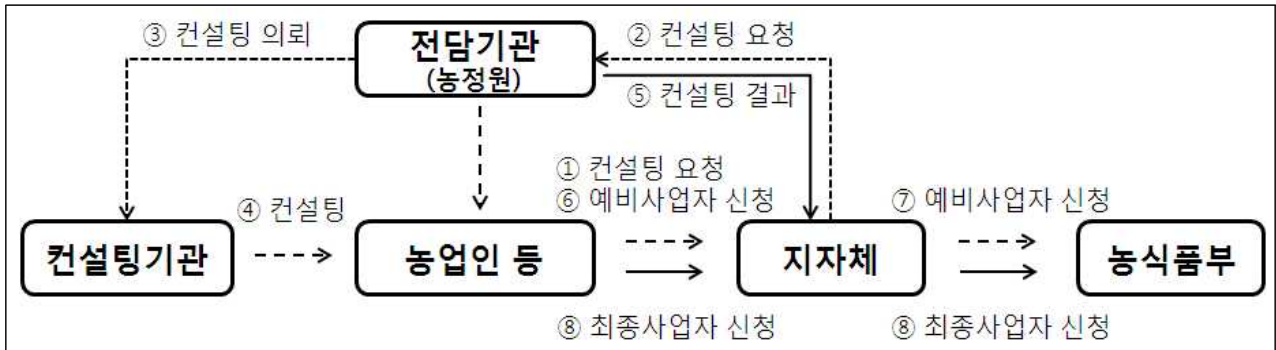 ③ 컨설팅 의뢰
전담기관
(농정원)
② 컨설팅 요청
⑤ 컨설팅 결과
① 컨설팅 요청
⑥ 예비사업자 신청
⑦ 예비사업자 신청
④ 컨설팅
컨설팅기관
농업인 등
지자체
농식품부
⑧ 최종사업자 신청
⑧ 최종사업자 신청